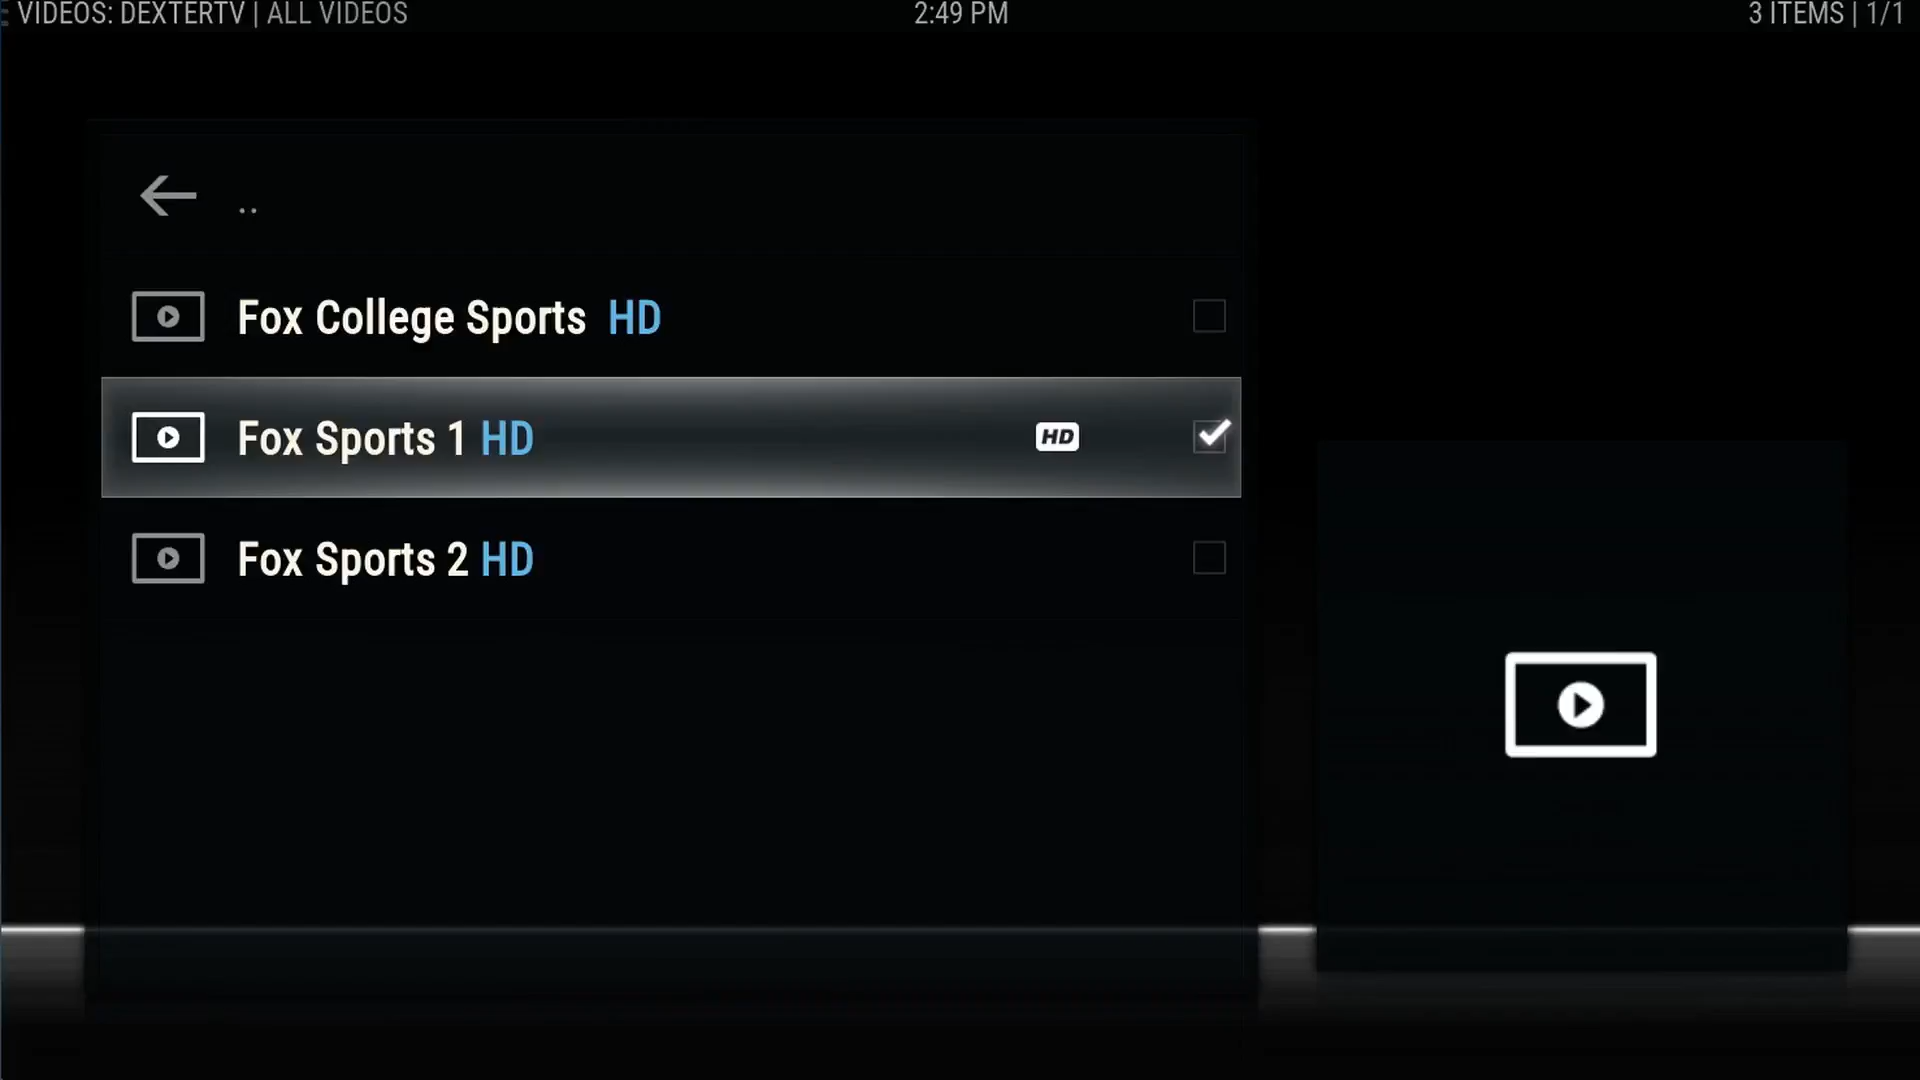 VIDEOS: DEXTERTV | ALL VIDEOS
2:49 PM
3 ITEMS | 1/1
..
Fox College Sports HD
Fox Sports 1 HD HD
Fox Sports 2 HD